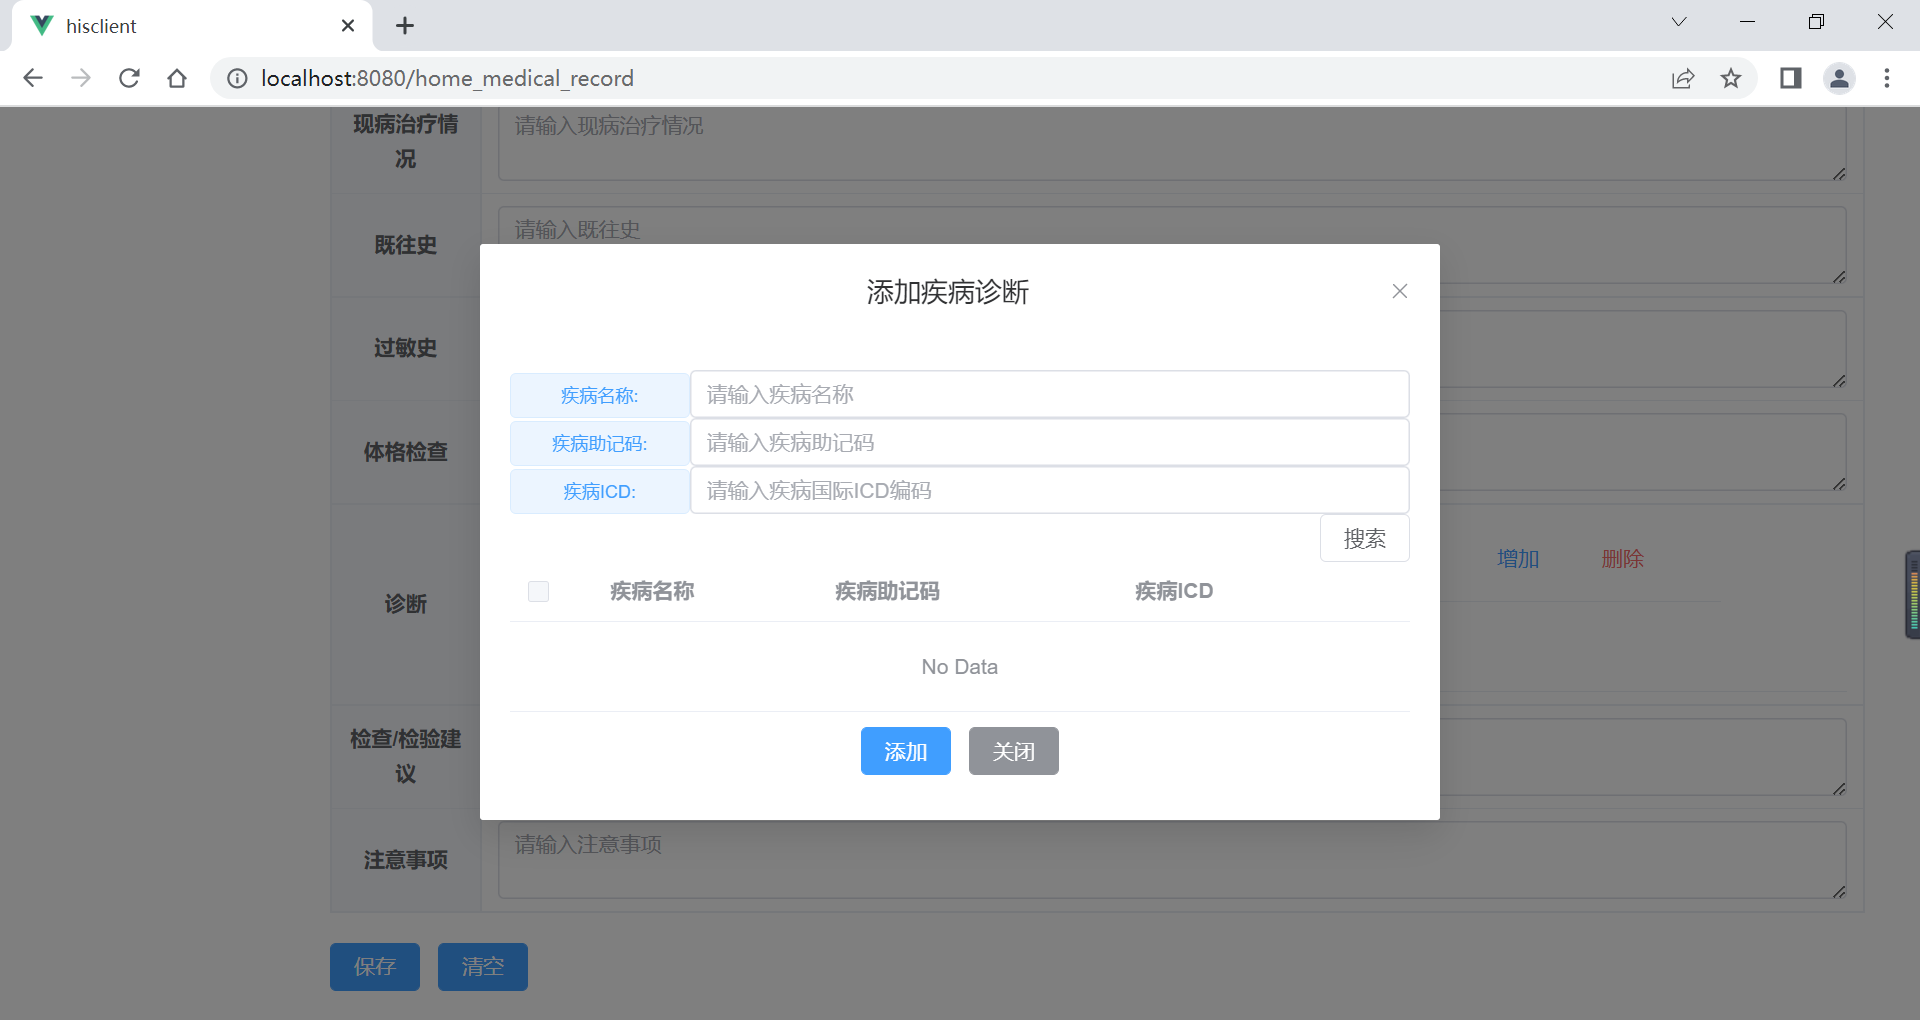 hisclient
localhost:8080/home_medical_record
现病治疗情
况
请输入现病治疗情况
既往史
请输入既往史
添加疾病诊断
过敏史
疾病名称:
请输入疾病名称
疾病助记码:
请输入疾病助记码
体格检查
疾病ICD:
请输入疾病国际ICD编码
搜索
增加
删除
疾病名称
疾病助记码
疾病ICD
诊断
No Data
检查/检验建
议
添加
关闭
注意事项
请输入注意事项
保存
清空